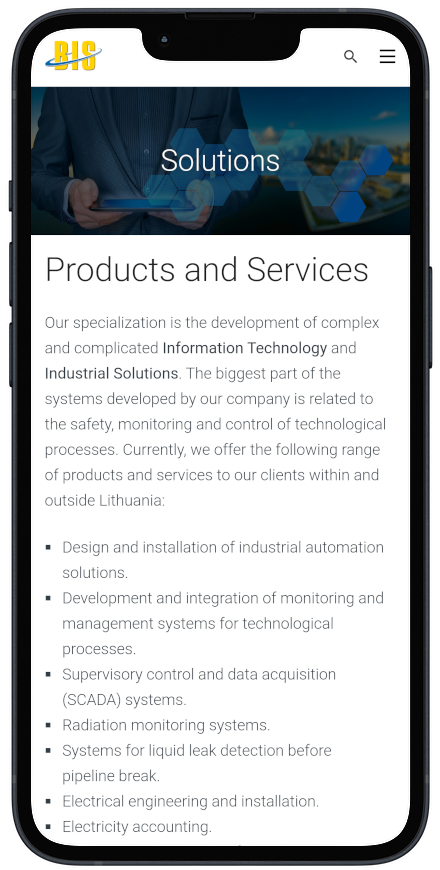 BIS
Solutions
Products and Services
Our specialization is the development of complex
and complicated Information Technology and
Industrial Solutions. The biggest part of the
systems developed by our company is related to
the safety, monitoring and control of technological
processes. Currently, we offer the following range
of products and services to our clients within and
outside Lithuania:
▪ Design and installation of industrial automation
solutions.
▪ Development and integration of monitoring and
management systems for technological
processes.
▪ Supervisory control and data acquisition
(SCADA) systems.
▪ Radiation monitoring systems.
▪ Systems for liquid leak detection before
pipeline break.
▪ Electrical engineering and installation.
▪ Electricity accounting.